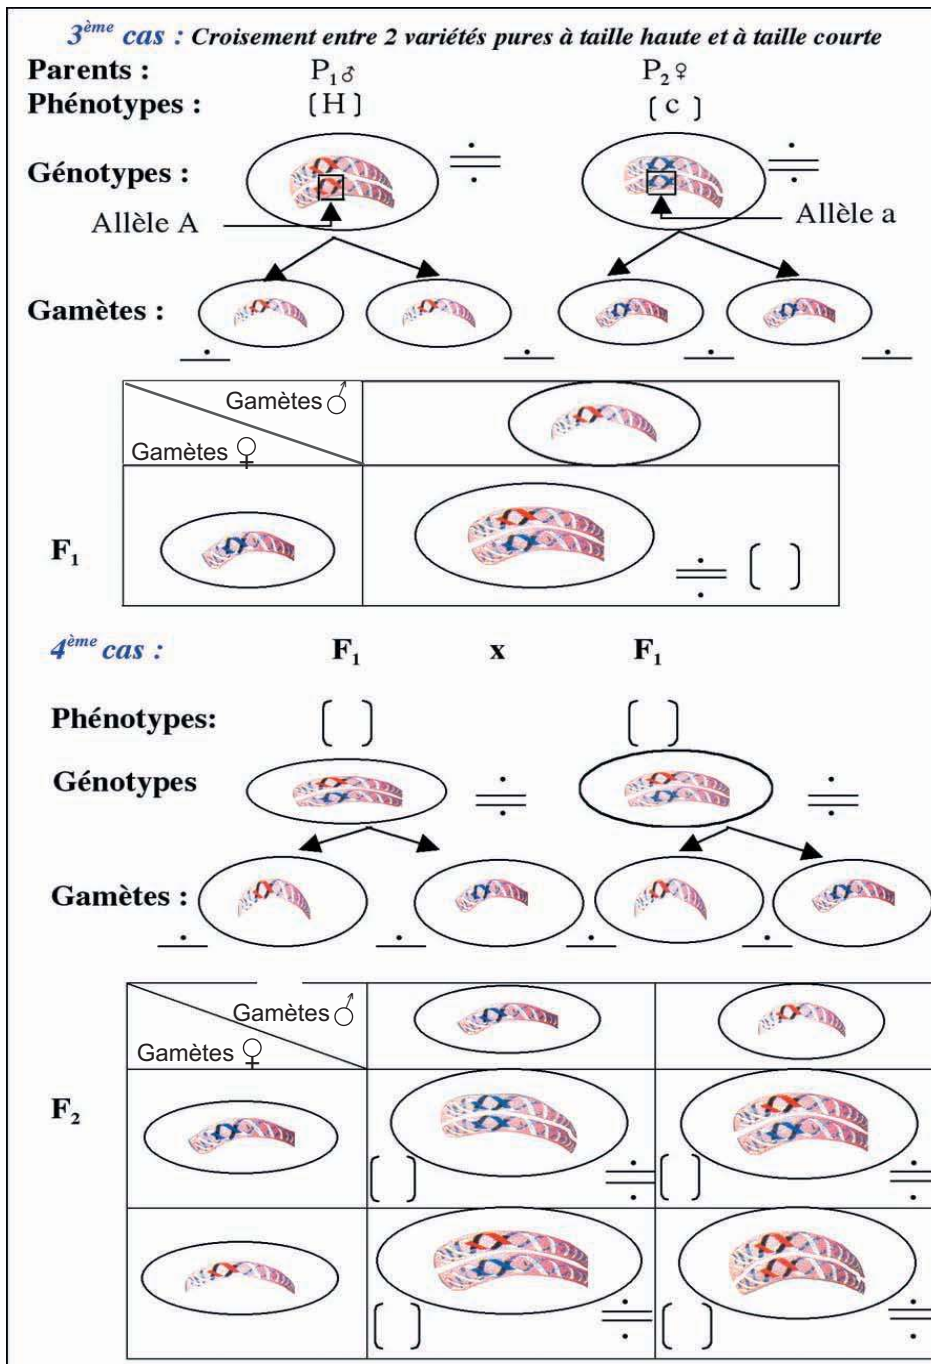 3ème cas : Croisement entre 2 variétés pures à taille haute et à taille courte
Parents : P1♂ P2♀
Phénotypes : [H] [c]
Génotypes :
Allèle A Allèle a
Gamètes :
Gamètes ♂
Gamètes ♀
F1
[ ]
4ème cas : F1 x F1
Phénotypes: [ ] [ ]
Génotypes
Gamètes :
Gamètes ♂
Gamètes ♀
F2
[ ] [ ]
[ ] [ ]